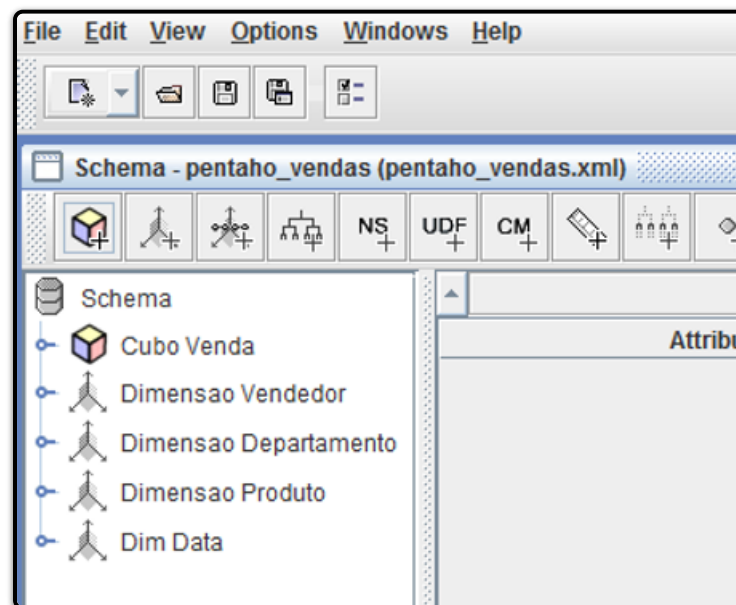 File Edit View Options Windows Help
Schema - pentaho_vendas (pentaho_vendas.xml)
NS UDF CM
Schema
Cubo Venda
Dimensao Vendedor
Dimensao Departamento
Dimensao Produto
Dim Data
Attribu